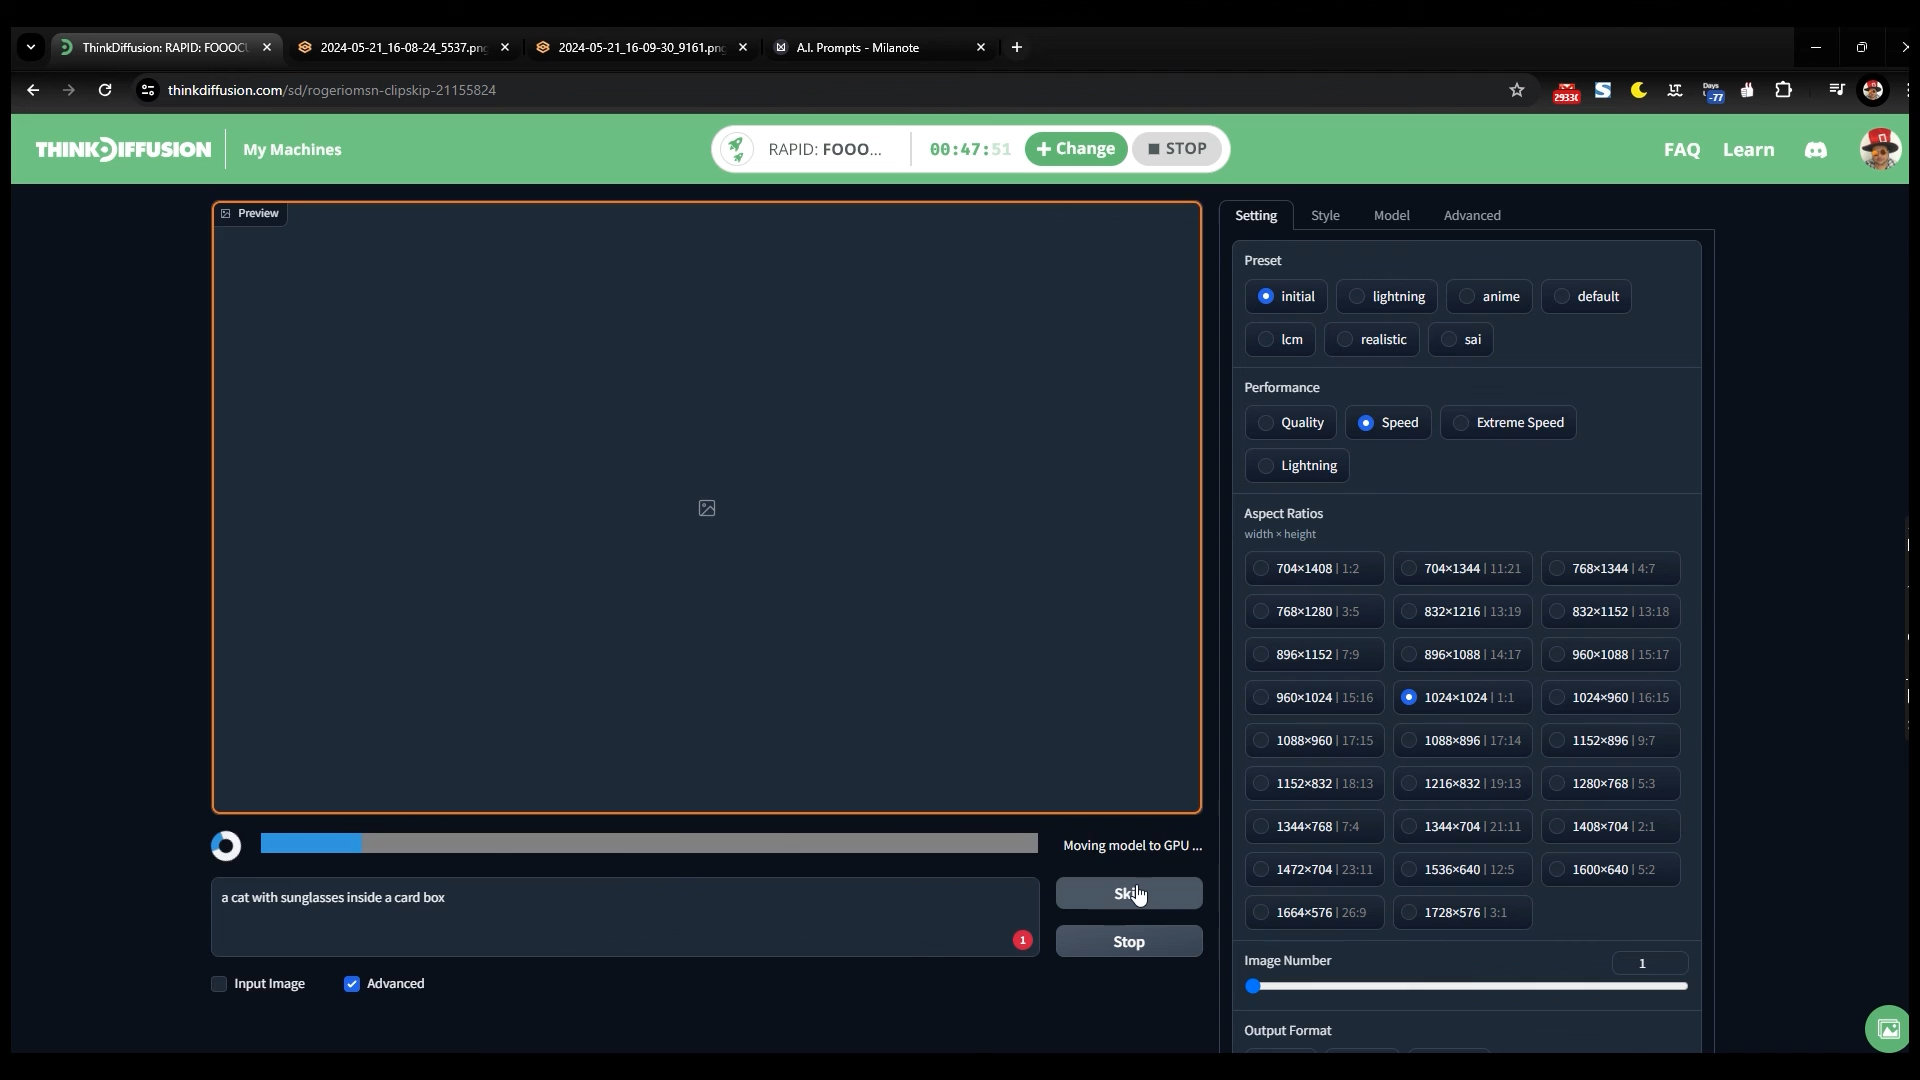 ThinkDiffusion: RAPID: FOOOCU
2024-05-21_16-08-24_5537.png
2024-05-21_16-09-30_9161.png
A.I. Prompts - Milanote
thinkdiffusion.com/sd/rogeriomsn-clipskip-21155824
Days
-77
THINKDIFFUSION
My Machines
RAPID: FOOO...
00:47:51
+ Change
STOP
FAQ
Learn
Preview
Setting
Style
Model
Advanced
Preset
initial
lightning
anime
default
lcm
realistic
sai
Performance
Quality
Speed
Extreme Speed
Lightning
Aspect Ratios
width × height
704×1408 | 1:2
704×1344 | 11:21
768×1344 | 4:7
768×1280 | 3:5
832×1216 | 13:19
832×1152 | 13:18
896×1152 | 7:9
896×1088 | 14:17
960×1088 | 15:17
960×1024 | 15:16
1024×1024 | 1:1
1024×960 | 16:15
1088×960 | 17:15
1088×896 | 17:14
1152×896 | 9:7
1152×832 | 18:13
1216×832 | 19:13
1280×768 | 5:3
1344×768 | 7:4
1344×704 | 21:11
1408×704 | 2:1
1472×704 | 23:11
1536×640 | 12:5
1600×640 | 5:2
1664×576 | 26:9
1728×576 | 3:1
Moving model to GPU ...
a cat with sunglasses inside a card box
1
Skip
Stop
Input Image
Advanced
Image Number
1
Output Format